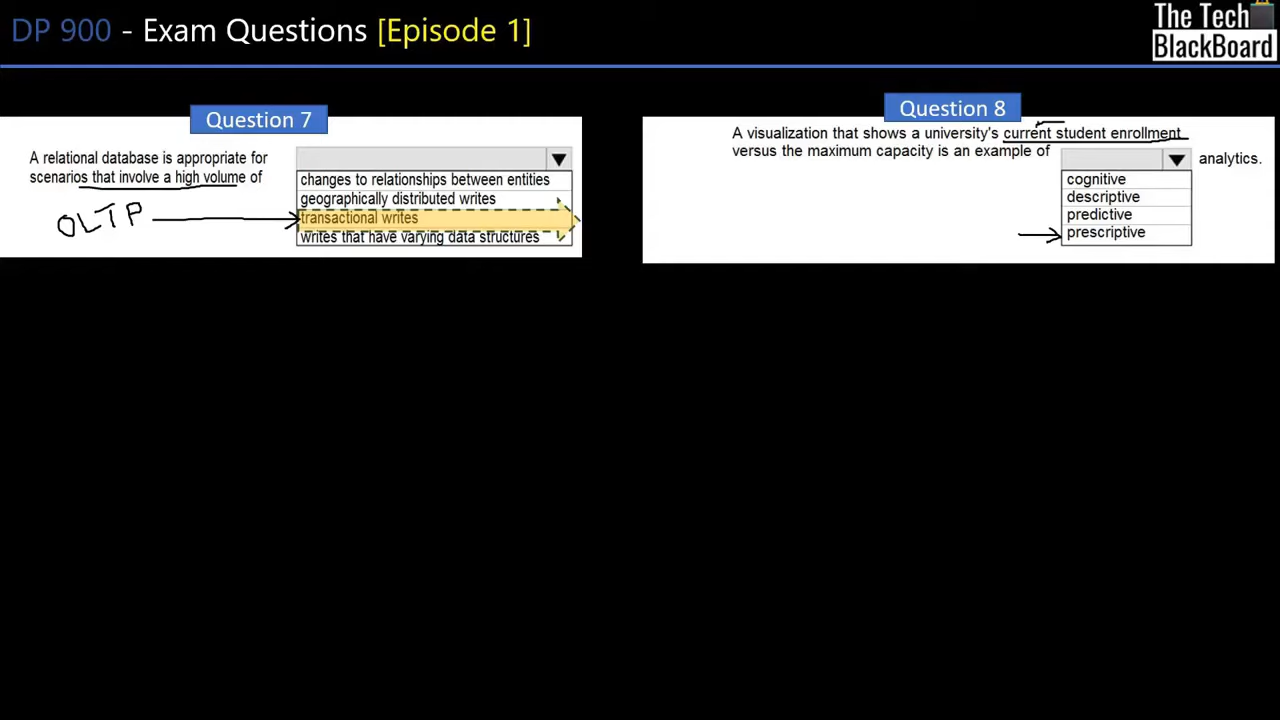 DP 900 - Exam Questions [Episode 1]
The Tech
BlackBoard
Question 7
A relational database is appropriate for
scenarios that involve a high volume of
changes to relationships between entities
geographically distributed writes
transactional writes
writes that have varying data structures
OLTP
Question 8
A visualization that shows a university's current student enrollment
versus the maximum capacity is an example of
analytics.
cognitive
descriptive
predictive
prescriptive